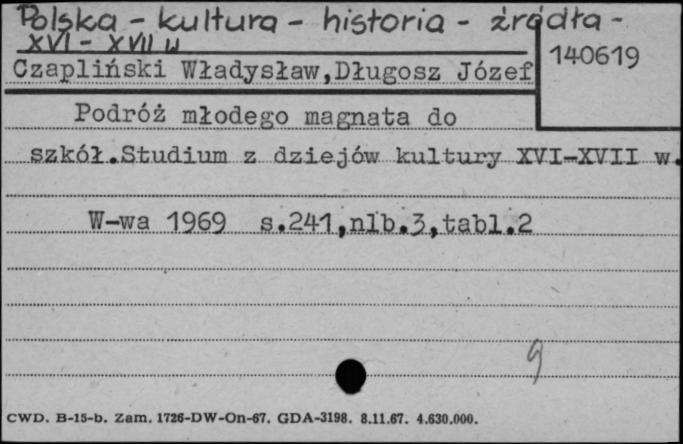 Polska - kultura - historia - źródła -
XVI - XVII w
140619
Czapliński Władysław,Długosz Józef
Podróż młodego magnata do
szkół.Studium z dziejów kultury XVI-XVII w.
W-wa 1969 s.241,nlb.3,tabl.2
9
CWD. B-15-b. Zam. 1726-DW-On-67. GDA-3198. 8.11.67. 4.630.000.